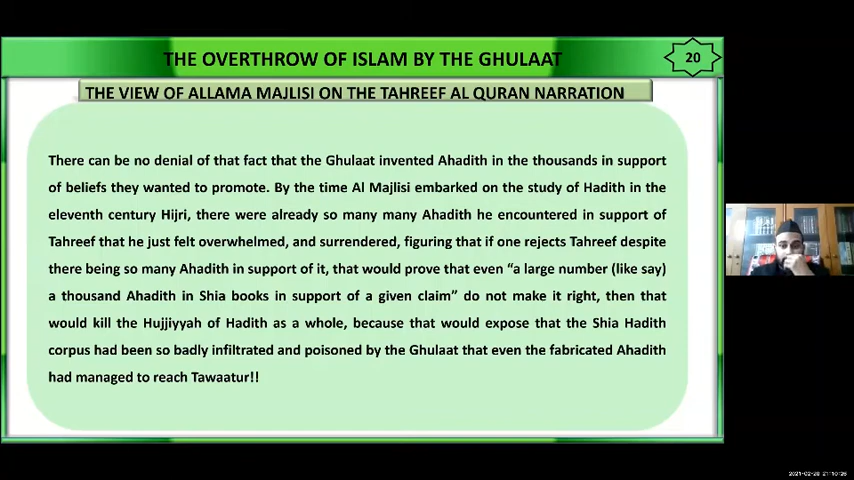 THE OVERTHROW OF ISLAM BY THE GHULAAT
20
THE VIEW OF ALLAMA MAJLISI ON THE TAHREEF AL QURAN NARRATION
There can be no denial of that fact that the Ghulaat invented Ahadith in the thousands in support
of beliefs they wanted to promote. By the time Al Majlisi embarked on the study of Hadith in the
eleventh century Hijri, there were already so many many Ahadith he encountered in support of
Tahreef that he just felt overwhelmed, and surrendered, figuring that if one rejects Tahreef despite
there being so many Ahadith in support of it, that would prove that even “a large number (like say)
a thousand Ahadith in Shia books in support of a given claim” do not make it right, then that
would kill the Hujjiyyah of Hadith as a whole, because that would expose that the Shia Hadith
corpus had been so badly infiltrated and poisoned by the Ghulaat that even the fabricated Ahadith
had managed to reach Tawaatur!!